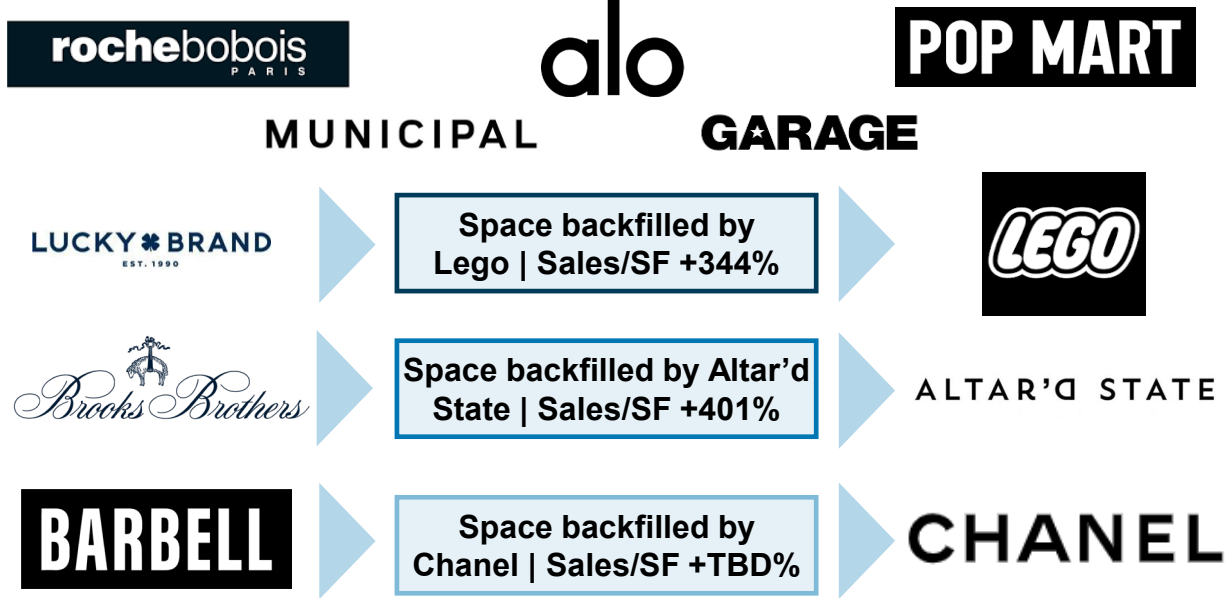 rochebobois
PARIS
alo
POP MART
MUNICIPAL
GARAGE
LUCKY BRAND
EST. 1990
Space backfilled by
Lego | Sales/SF +344%
LEGO
Brooks Brothers
Space backfilled by Altar’d
State | Sales/SF +401%
ALTAR’D STATE
BARBELL
Space backfilled by
Chanel | Sales/SF +TBD%
CHANEL